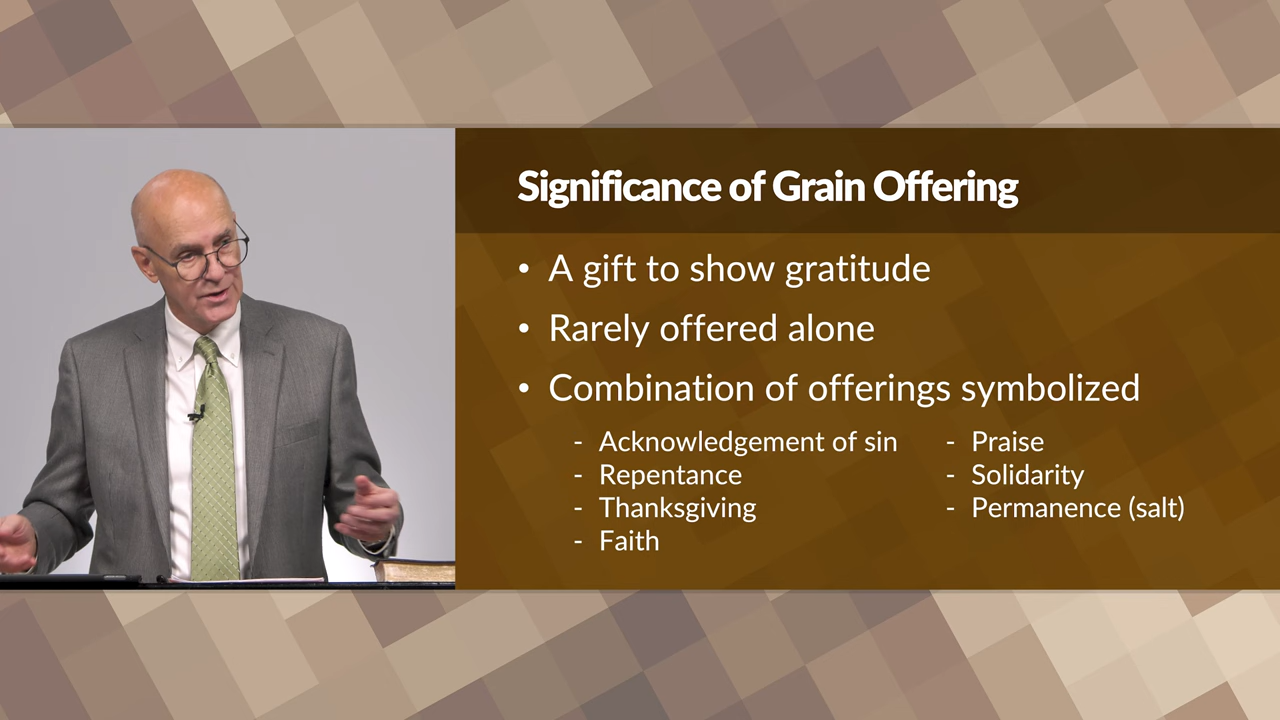 Significance of Grain Offering
• A gift to show gratitude
• Rarely offered alone
• Combination of offerings symbolized
- Acknowledgement of sin
- Repentance
- Thanksgiving
- Faith
- Praise
- Solidarity
- Permanence (salt)